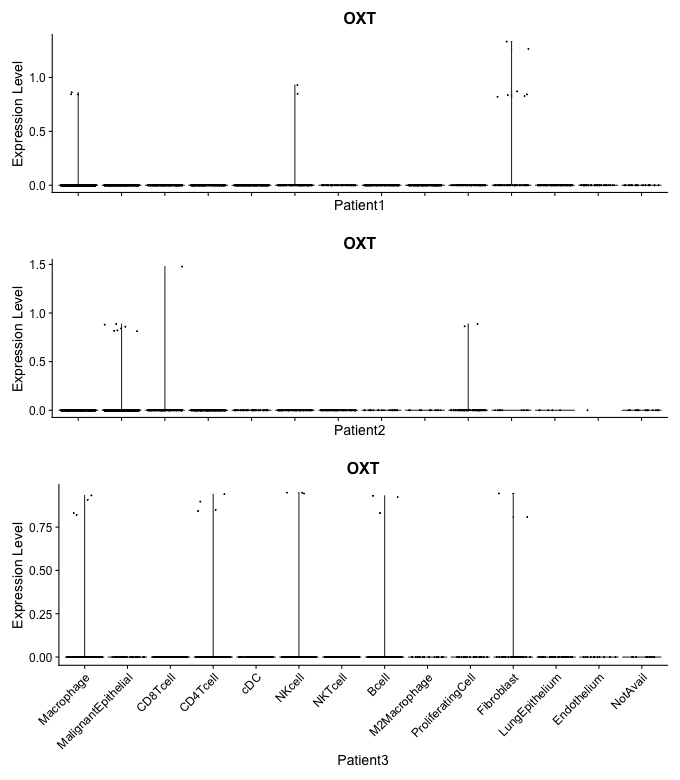 OXT
Expression Level
1.0
0.5
0.0
Patient1
OXT
Expression Level
1.5
1.0
0.5
0.0
Patient2
OXT
Expression Level
0.75
0.50
0.25
0.00
Macrophage
MalignantEpithelial
CD8Tcell
CD4Tcell
cDC
NKcell
NKTcell
Bcell
M2Macrophage
ProliferatingCell
Fibroblast
LungEpithelium
Endothelium
NotAvail
Patient3